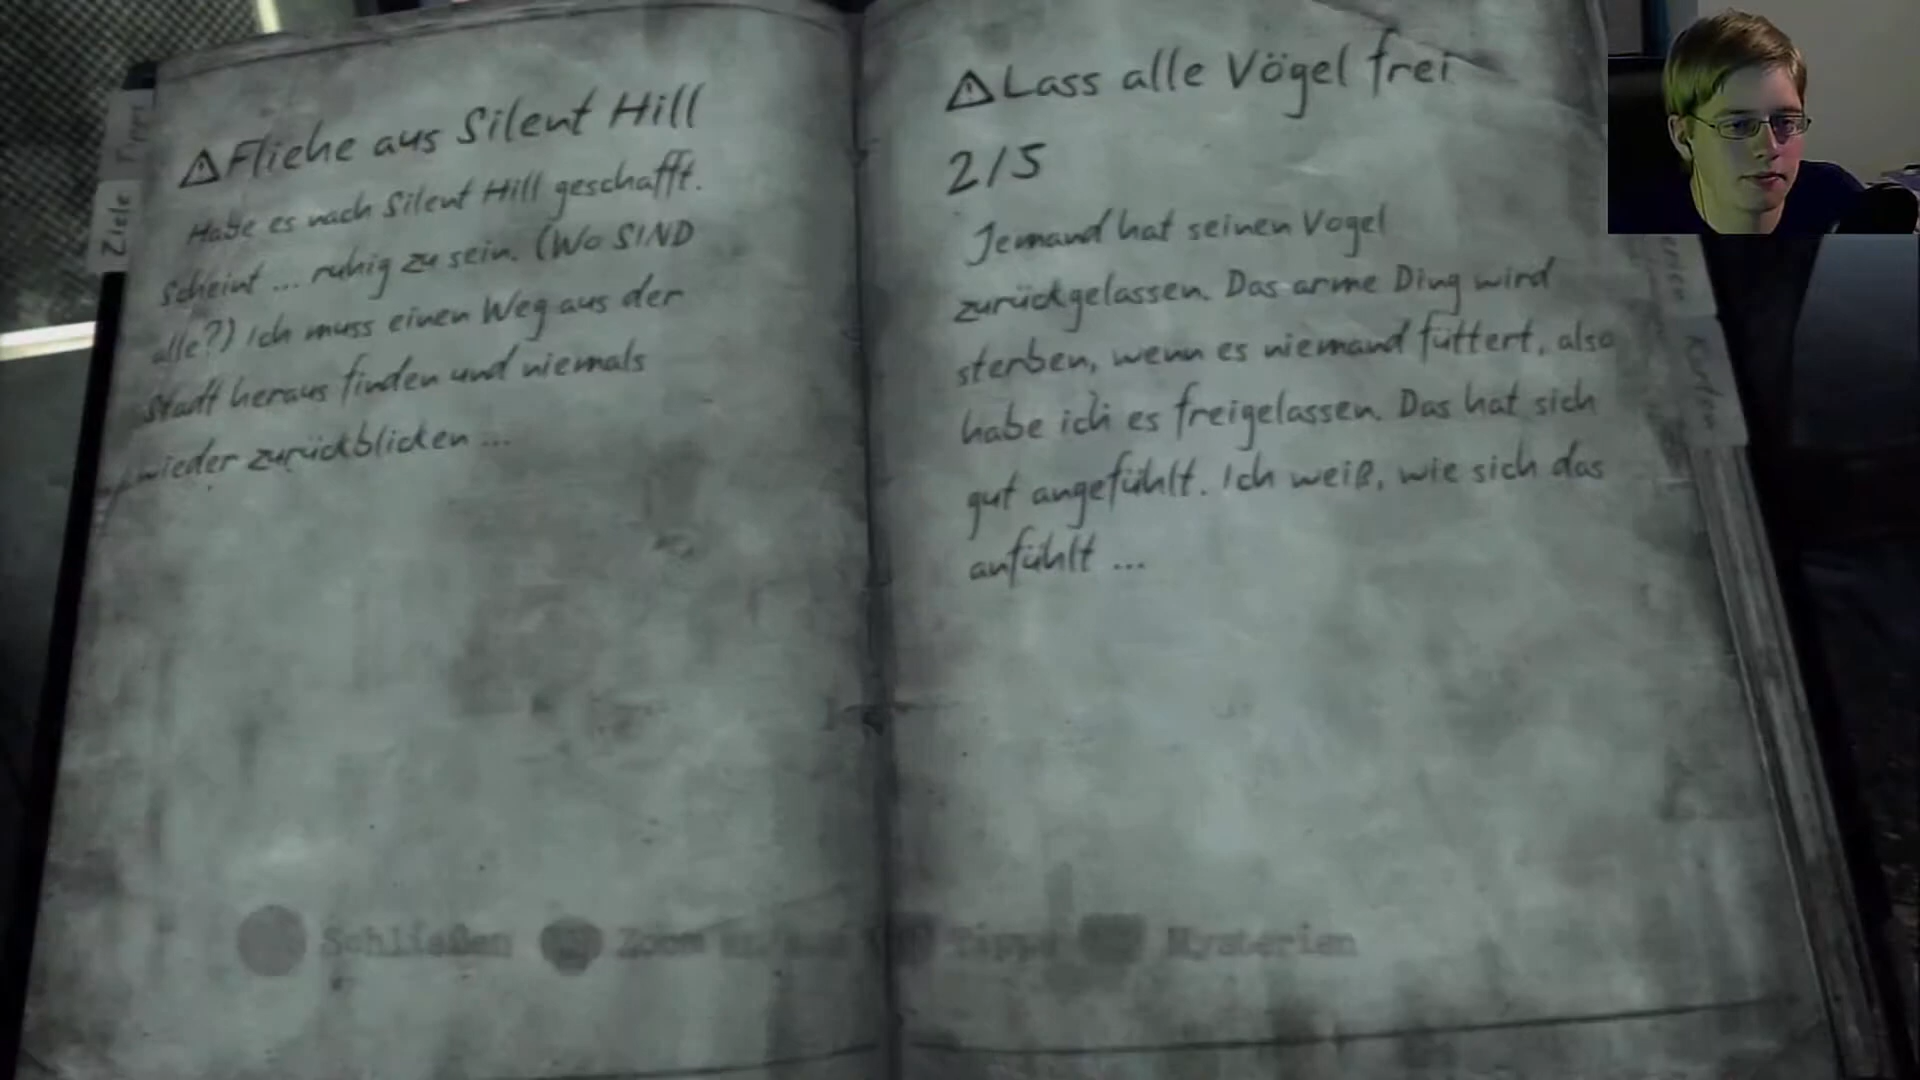 Ziele
⚠Fliehe aus Silent Hill
Habe es nach Silent Hill geschafft.
Scheint ... ruhig zu sein. (Wo SIND
alle?) Ich muss einen Weg aus der
Stadt heraus finden und niemals
wieder zurückblicken ...
⚠Lass alle Vögel frei
2/5
Jemand hat seinen Vogel
zurückgelassen. Das arme Ding wird
sterben, wenn es niemand füttert, also
habe ich es freigelassen. Das hat sich
gut angefühlt. Ich weiß, wie sich das
anfühlt ...
Karten
Schließen Zoom Tipps Mysterien